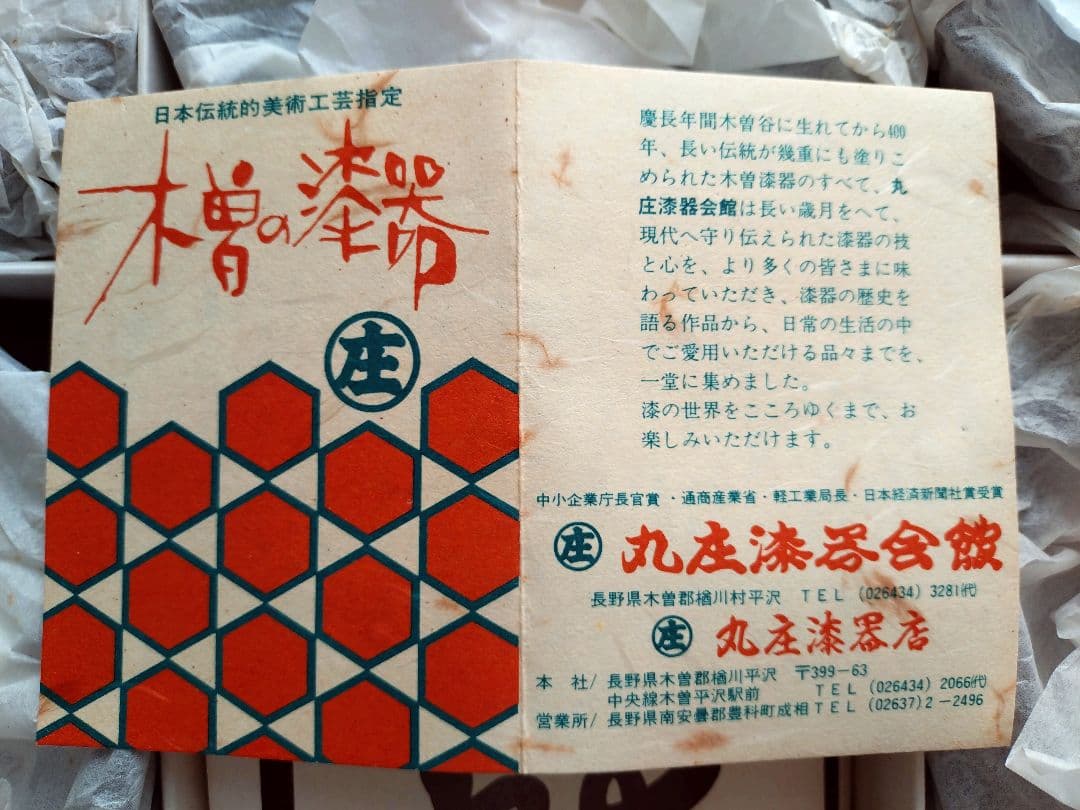 日本伝統的美術工芸指定
木曽の漆器
庄
慶長年間木曽谷に生れてから400
年、長い伝統が幾重にも塗りこ
められた木曽漆器のすべて、丸
庄漆器会館は長い歳月をへて、
現代へ守り伝えられた漆器の技
と心を、より多くの皆さまに味
わっていただき、漆器の歴史を
語る作品から、日常の生活の中
でご愛用いただける品々までを、
一堂に集めました。
漆の世界をこころゆくまで、お
楽しみいただけます。
中小企業庁長官賞・通商産業省・軽工業局長・日本経済新聞社賞受賞
庄 丸庄漆器会館
長野県木曽郡楢川村平沢 TEL (026434) 3281㈹
庄 丸庄漆器店
本 社/長野県木曽郡楢川平沢 〒399-63
中央線木曽平沢駅前 TEL (026434) 2066㈹
営業所/長野県南安曇郡豊科町成相TEL (02637)2-2496